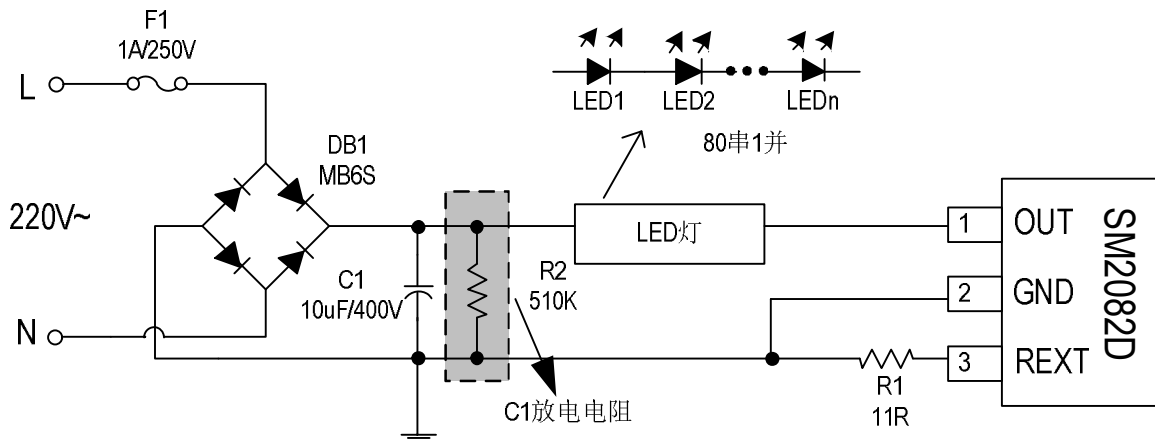 F1
1A/250V
L
DB1
MB6S
220V~
N
C1
10uF/400V
R2
510K
C1放电电阻
LED1
LED2
LEDn
80串1并
LED灯
1
OUT
2
GND
3
REXT
R1
11R
SM2082D